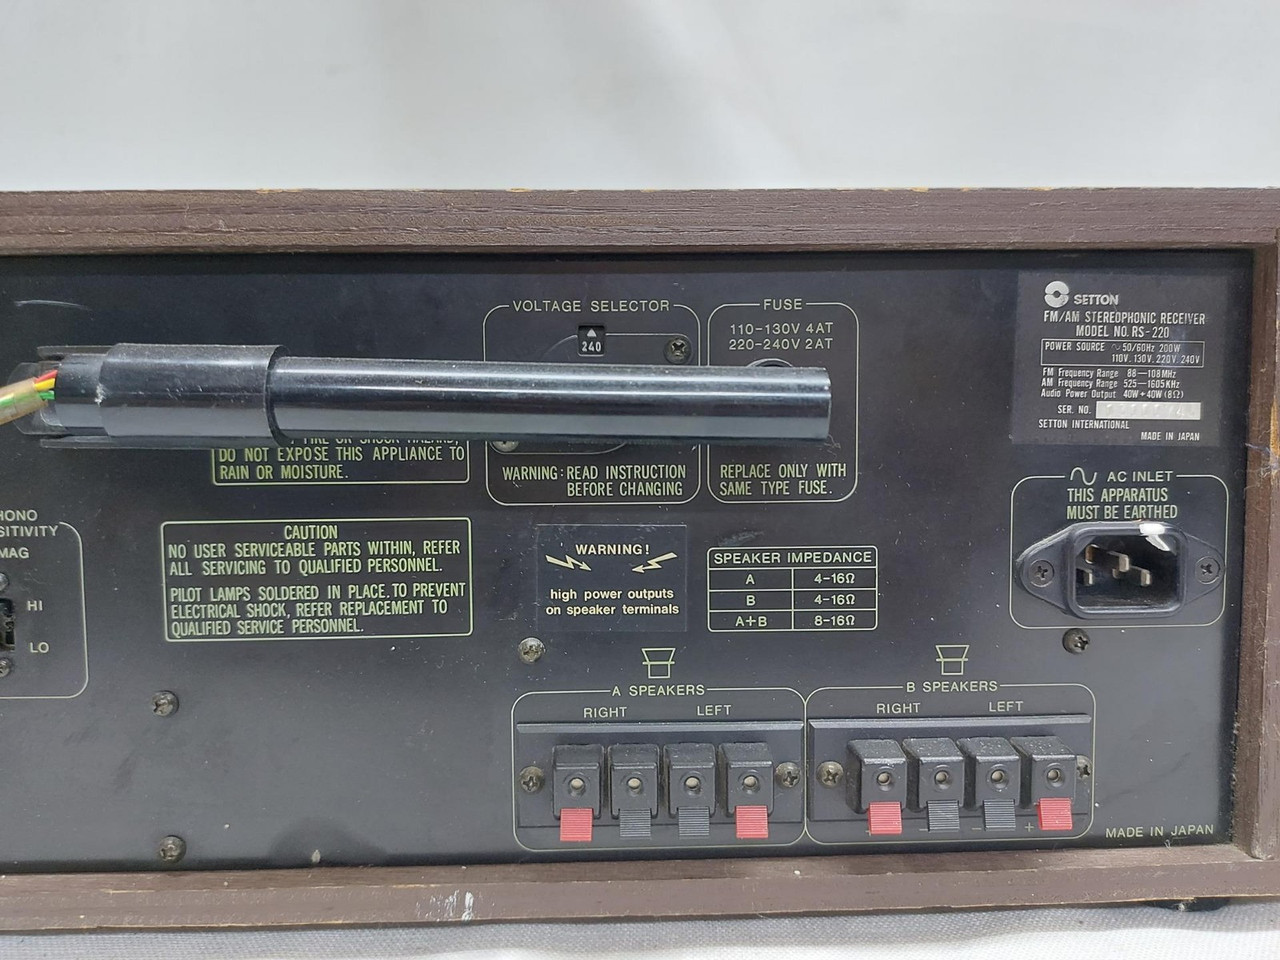 VOLTAGE SELECTOR
240
WARNING: READ INSTRUCTION
BEFORE CHANGING
FUSE
110-130V 4AT
220-240V 2AT
REPLACE ONLY WITH
SAME TYPE FUSE.
SETTON
FM/AM STEREOPHONIC RECEIVER
MODEL NO. RS-220
POWER SOURCE ~50/60Hz 200W
110V. 130V. 220V. 240V
FM Frequency Range 88—108MHz
AM Frequency Range 525—1605KHz
Audio Power Output 40W+40W (8Ω)
SER. NO.
SETTON INTERNATIONAL
MADE IN JAPAN
DO NOT EXPOSE THIS APPLIANCE TO
RAIN OR MOISTURE.
HONO
SITIVITY
MAG
HI
LO
CAUTION
NO USER SERVICEABLE PARTS WITHIN, REFER
ALL SERVICING TO QUALIFIED PERSONNEL.
PILOT LAMPS SOLDERED IN PLACE. TO PREVENT
ELECTRICAL SHOCK, REFER REPLACEMENT TO
QUALIFIED SERVICE PERSONNEL.
WARNING!
high power outputs
on speaker terminals
SPEAKER IMPEDANCE
A 4-16Ω
B 4-16Ω
A+B 8-16Ω
AC INLET
THIS APPARATUS
MUST BE EARTHED
A SPEAKERS
RIGHT LEFT
B SPEAKERS
RIGHT LEFT
MADE IN JAPAN